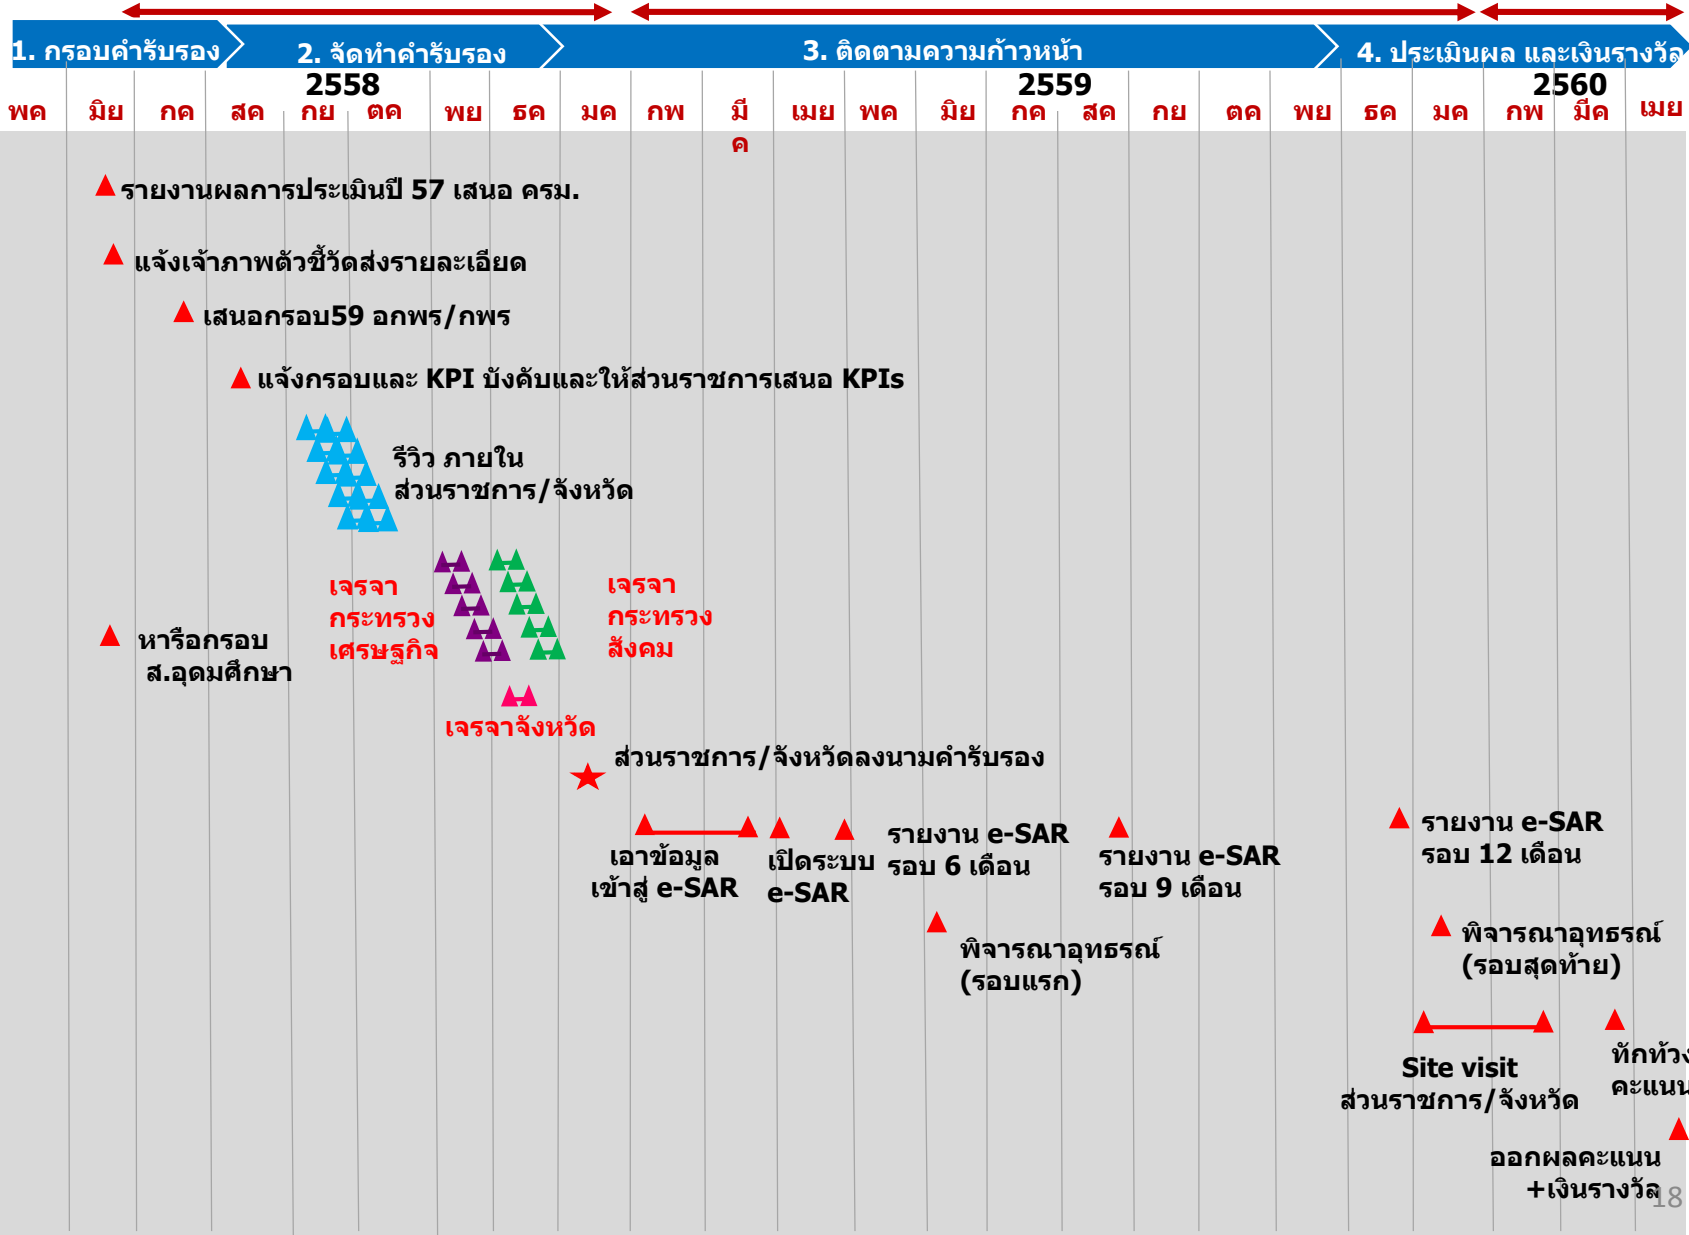 1. กรอบคำรับรอง
2. จัดทำคำรับรอง
3. ติดตามความก้าวหน้า
4. ประเมินผล และเงินรางวัล
2558
2559
2560
พค มิย กค สค กย ตค พย ธค มค กพ มีค เมย พค มิย กค สค กย ตค พย ธค มค กพ มีค เมย
รายงานผลการประเมินปี 57 เสนอ ครม.
แจ้งเจ้าภาพตัวชี้วัดส่งรายละเอียด
เสนอกรอบ59 อกพร/กพร
แจ้งกรอบและ KPI บังคับและให้ส่วนราชการเสนอ KPIs
รีวิว ภายใน
ส่วนราชการ/จังหวัด
เจรจา
กระทรวง
เศรษฐกิจ
เจรจา
กระทรวง
สังคม
หารือกรอบ
ส.อุดมศึกษา
เจรจาจังหวัด
ส่วนราชการ/จังหวัดลงนามคำรับรอง
เอาข้อมูล
เข้าสู่ e-SAR
เปิดระบบ
e-SAR
รายงาน e-SAR
รอบ 6 เดือน
รายงาน e-SAR
รอบ 9 เดือน
รายงาน e-SAR
รอบ 12 เดือน
พิจารณาอุทธรณ์
(รอบแรก)
พิจารณาอุทธรณ์
(รอบสุดท้าย)
Site visit
ส่วนราชการ/จังหวัด
ทักท้วง
คะแนน
ออกผลคะแนน
+เงินรางวัล
18